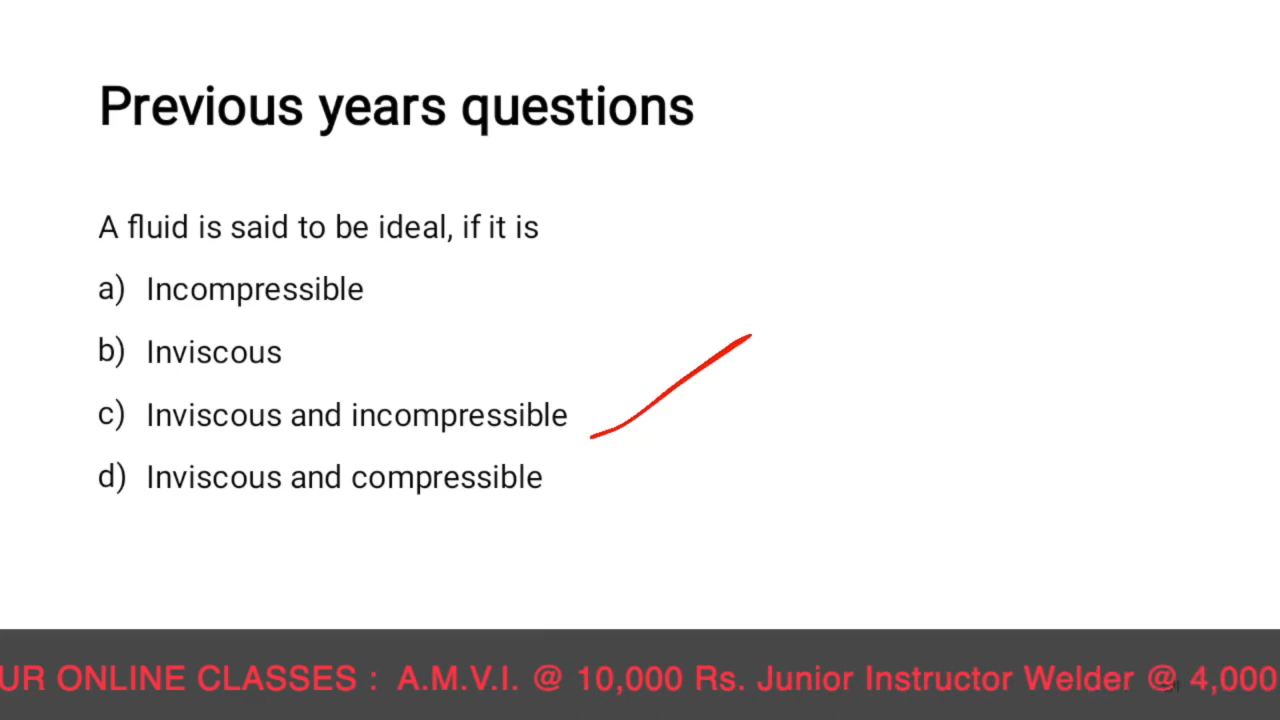 Previous years questions
A fluid is said to be ideal, if it is
a) Incompressible
b) Inviscous
c) Inviscous and incompressible
d) Inviscous and compressible
UR ONLINE CLASSES : A.M.V.I. @ 10,000 Rs. Junior Instructor Welder @ 4,000